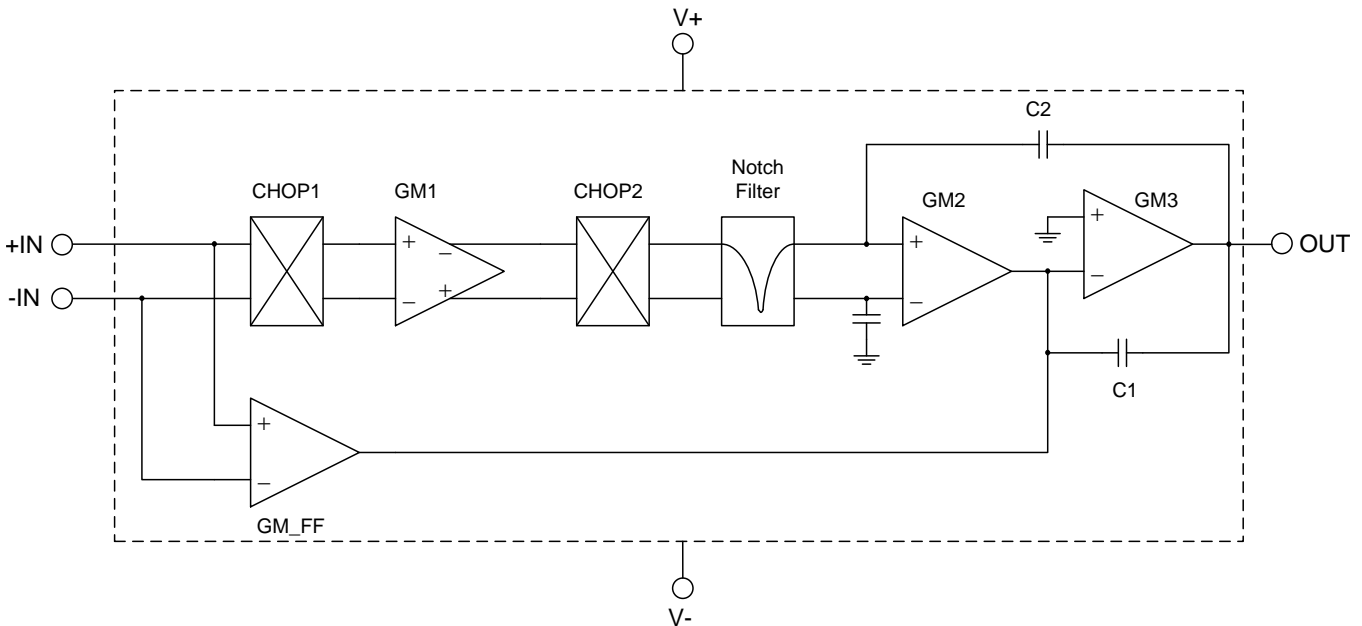 V+
C2
Notch
Filter
CHOP1
GM1
CHOP2
GM2
GM3
+IN
-IN
OUT
+
−
−
+
+
−
+
−
C1
+
−
GM_FF
V-